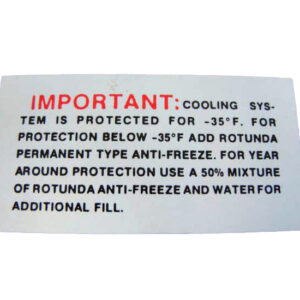 IMPORTANT: COOLING SYS-
TEM IS PROTECTED FOR -35°F. FOR
PROTECTION BELOW -35°F ADD ROTUNDA
PERMANENT TYPE ANTI-FREEZE. FOR YEAR
AROUND PROTECTION USE A 50% MIXTURE
OF ROTUNDA ANTI-FREEZE AND WATER FOR
ADDITIONAL FILL.